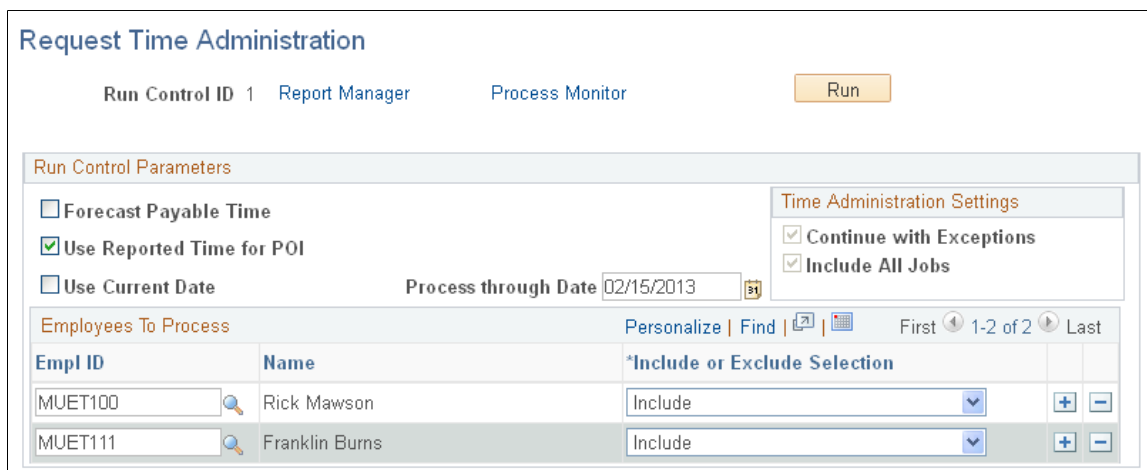 Request Time Administration
Run Control ID 1 Report Manager Process Monitor Run
Run Control Parameters
Forecast Payable Time
Use Reported Time for POI
Use Current Date Process through Date 02/15/2013 31
Time Administration Settings
Continue with Exceptions
Include All Jobs
Employees To Process Personalize | Find | | First 1-2 of 2 Last
Empl ID Name *Include or Exclude Selection
MUET100 Rick Mawson Include + -
MUET111 Franklin Burns Include + -